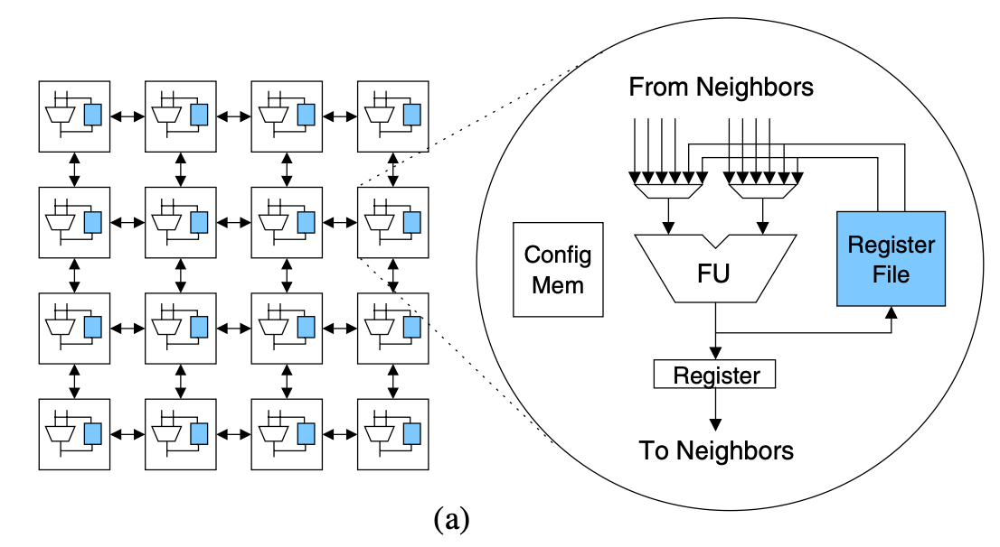 From Neighbors
Config
Mem
FU
Register
File
Register
To Neighbors
(a)